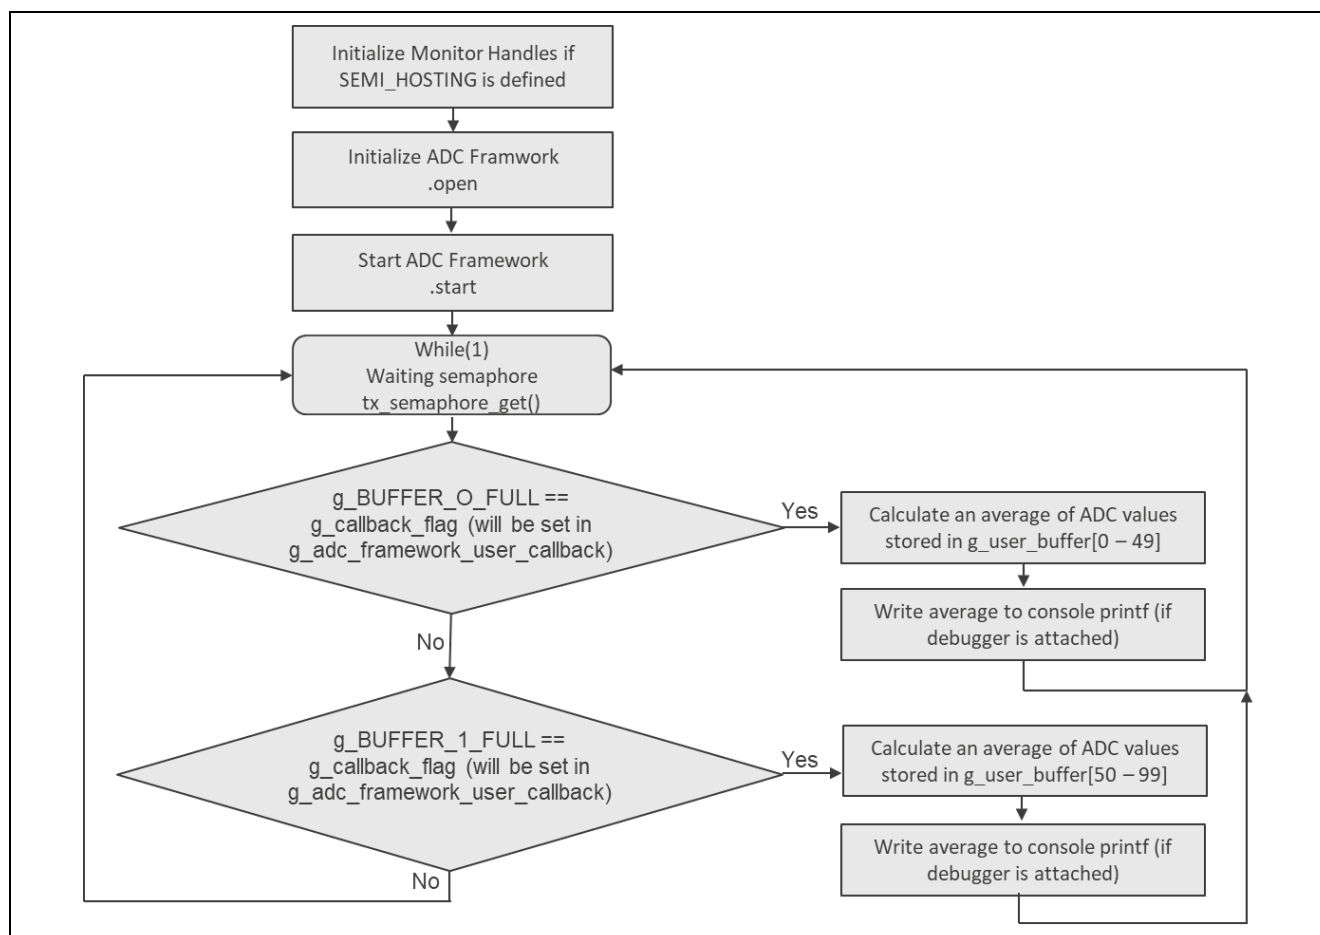 Initialize Monitor Handles if
SEMI_HOSTING is defined
Initialize ADC Framwork
.open
Start ADC Framework
.start
While(1)
Waiting semaphore
tx_semaphore_get()
g_BUFFER_O_FULL ==
g_callback_flag (will be set in
g_adc_framework_user_callback)
Yes
Calculate an average of ADC values
stored in g_user_buffer[0 – 49]
Write average to console printf (if
debugger is attached)
No
g_BUFFER_1_FULL ==
g_callback_flag (will be set in
g_adc_framework_user_callback)
Yes
Calculate an average of ADC values
stored in g_user_buffer[50 – 99]
Write average to console printf (if
debugger is attached)
No